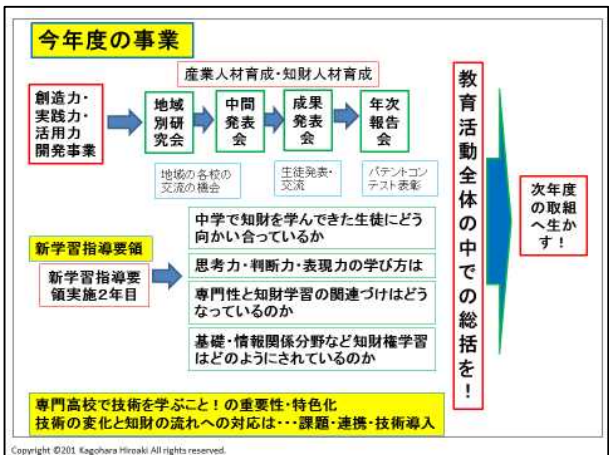 今年度の事業
産業人材育成・知財人材育成
創造力・
実践力・
活用力
開発事業
地域
別研
究会
中間
発表
会
成果
発表
会
年次
報告
会
地域の各校の
交流の機会
生徒発表・
交流
パテントコン
テスト表彰
新学習指導要領
新学習指導要
領実施2年目
中学で知財を学んできた生徒にどう
向かい合っているか
思考力・判断力・表現力の学び方は
専門性と知財学習の関連づけはどう
なっているのか
基礎・情報関係分野など知財権学習
はどのようにされているのか
教育活動全体の中での総括を!
次年度
の取組
へ生か
す!
専門高校で技術を学ぶこと!の重要性・特色化
技術の変化と知財の流れへの対応は・・・課題・連携・技術導入
Copyright ©201 Kagohara Hiroaki All rights reserved.